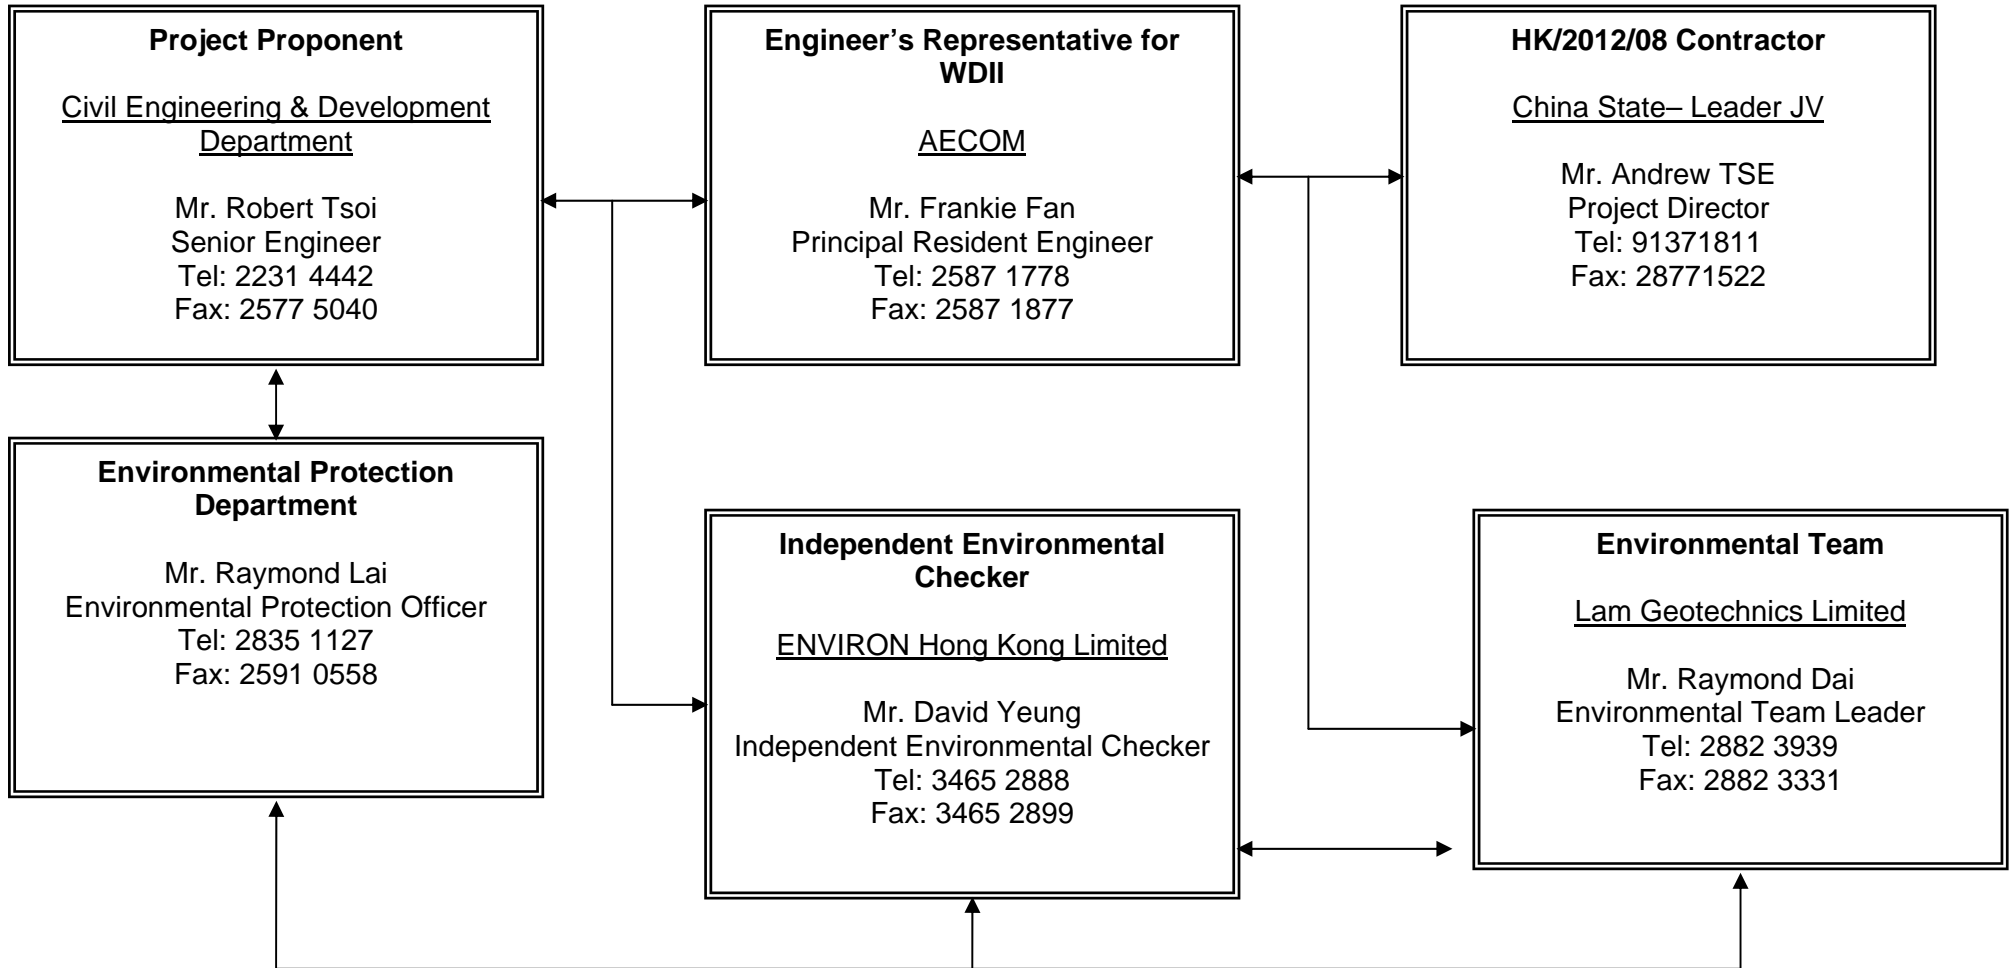 Project Proponent
Civil Engineering & Development
Department
Mr. Robert Tsoi
Senior Engineer
Tel: 2231 4442
Fax: 2577 5040
Engineer’s Representative for
WDII
AECOM
Mr. Frankie Fan
Principal Resident Engineer
Tel: 2587 1778
Fax: 2587 1877
HK/2012/08 Contractor
China State– Leader JV
Mr. Andrew TSE
Project Director
Tel: 91371811
Fax: 28771522
Environmental Protection
Department
Mr. Raymond Lai
Environmental Protection Officer
Tel: 2835 1127
Fax: 2591 0558
Independent Environmental
Checker
ENVIRON Hong Kong Limited
Mr. David Yeung
Independent Environmental Checker
Tel: 3465 2888
Fax: 3465 2899
Environmental Team
Lam Geotechnics Limited
Mr. Raymond Dai
Environmental Team Leader
Tel: 2882 3939
Fax: 2882 3331